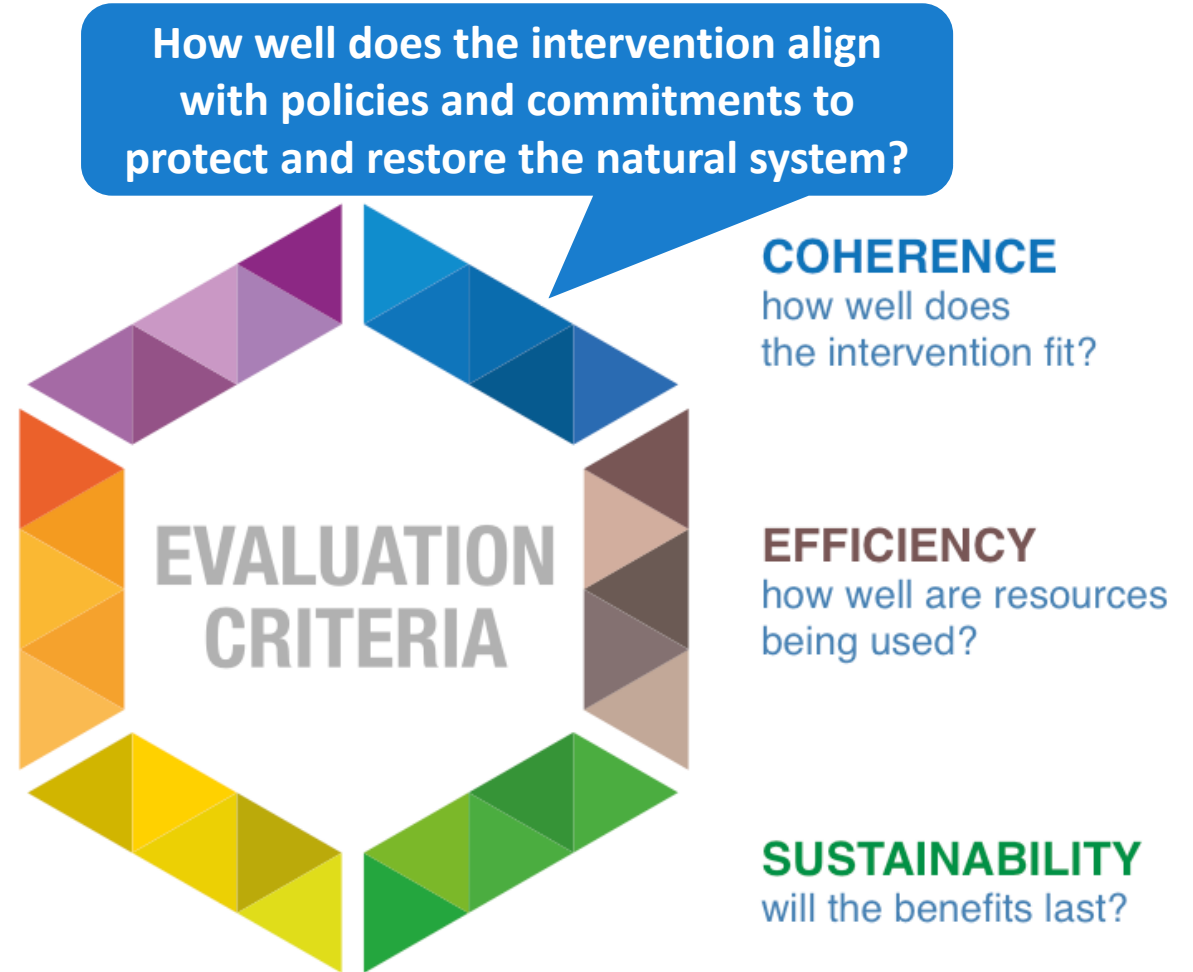 How well does the intervention align
with policies and commitments to
protect and restore the natural system?
COHERENCE
how well does
the intervention fit?
EVALUATION
CRITERIA
EFFICIENCY
how well are resources
being used?
SUSTAINABILITY
will the benefits last?